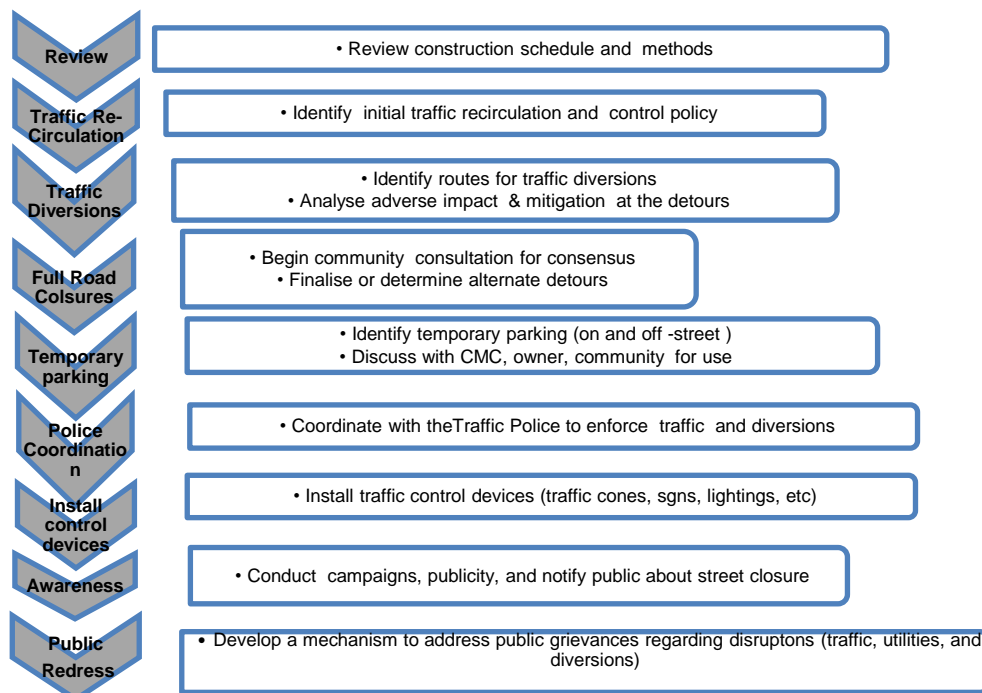 Review
• Review construction schedule and methods
Traffic Re-
Circulation
• Identify initial traffic recirculation and control policy
Traffic
Diversions
• Identify routes for traffic diversions
• Analyse adverse impact & mitigation at the detours
Full Road
Colsures
• Begin community consultation for consensus
• Finalise or determine alternate detours
Temporary
parking
• Identify temporary parking (on and off -street )
• Discuss with CMC, owner, community for use
Police
Coordinatio
n
• Coordinate with theTraffic Police to enforce traffic and diversions
Install
control
devices
• Install traffic control devices (traffic cones, sgns, lightings, etc)
Awareness
• Conduct campaigns, publicity, and notify public about street closure
Public
Redress
• Develop a mechanism to address public grievances regarding disruptons (traffic, utilities, and
diversions)